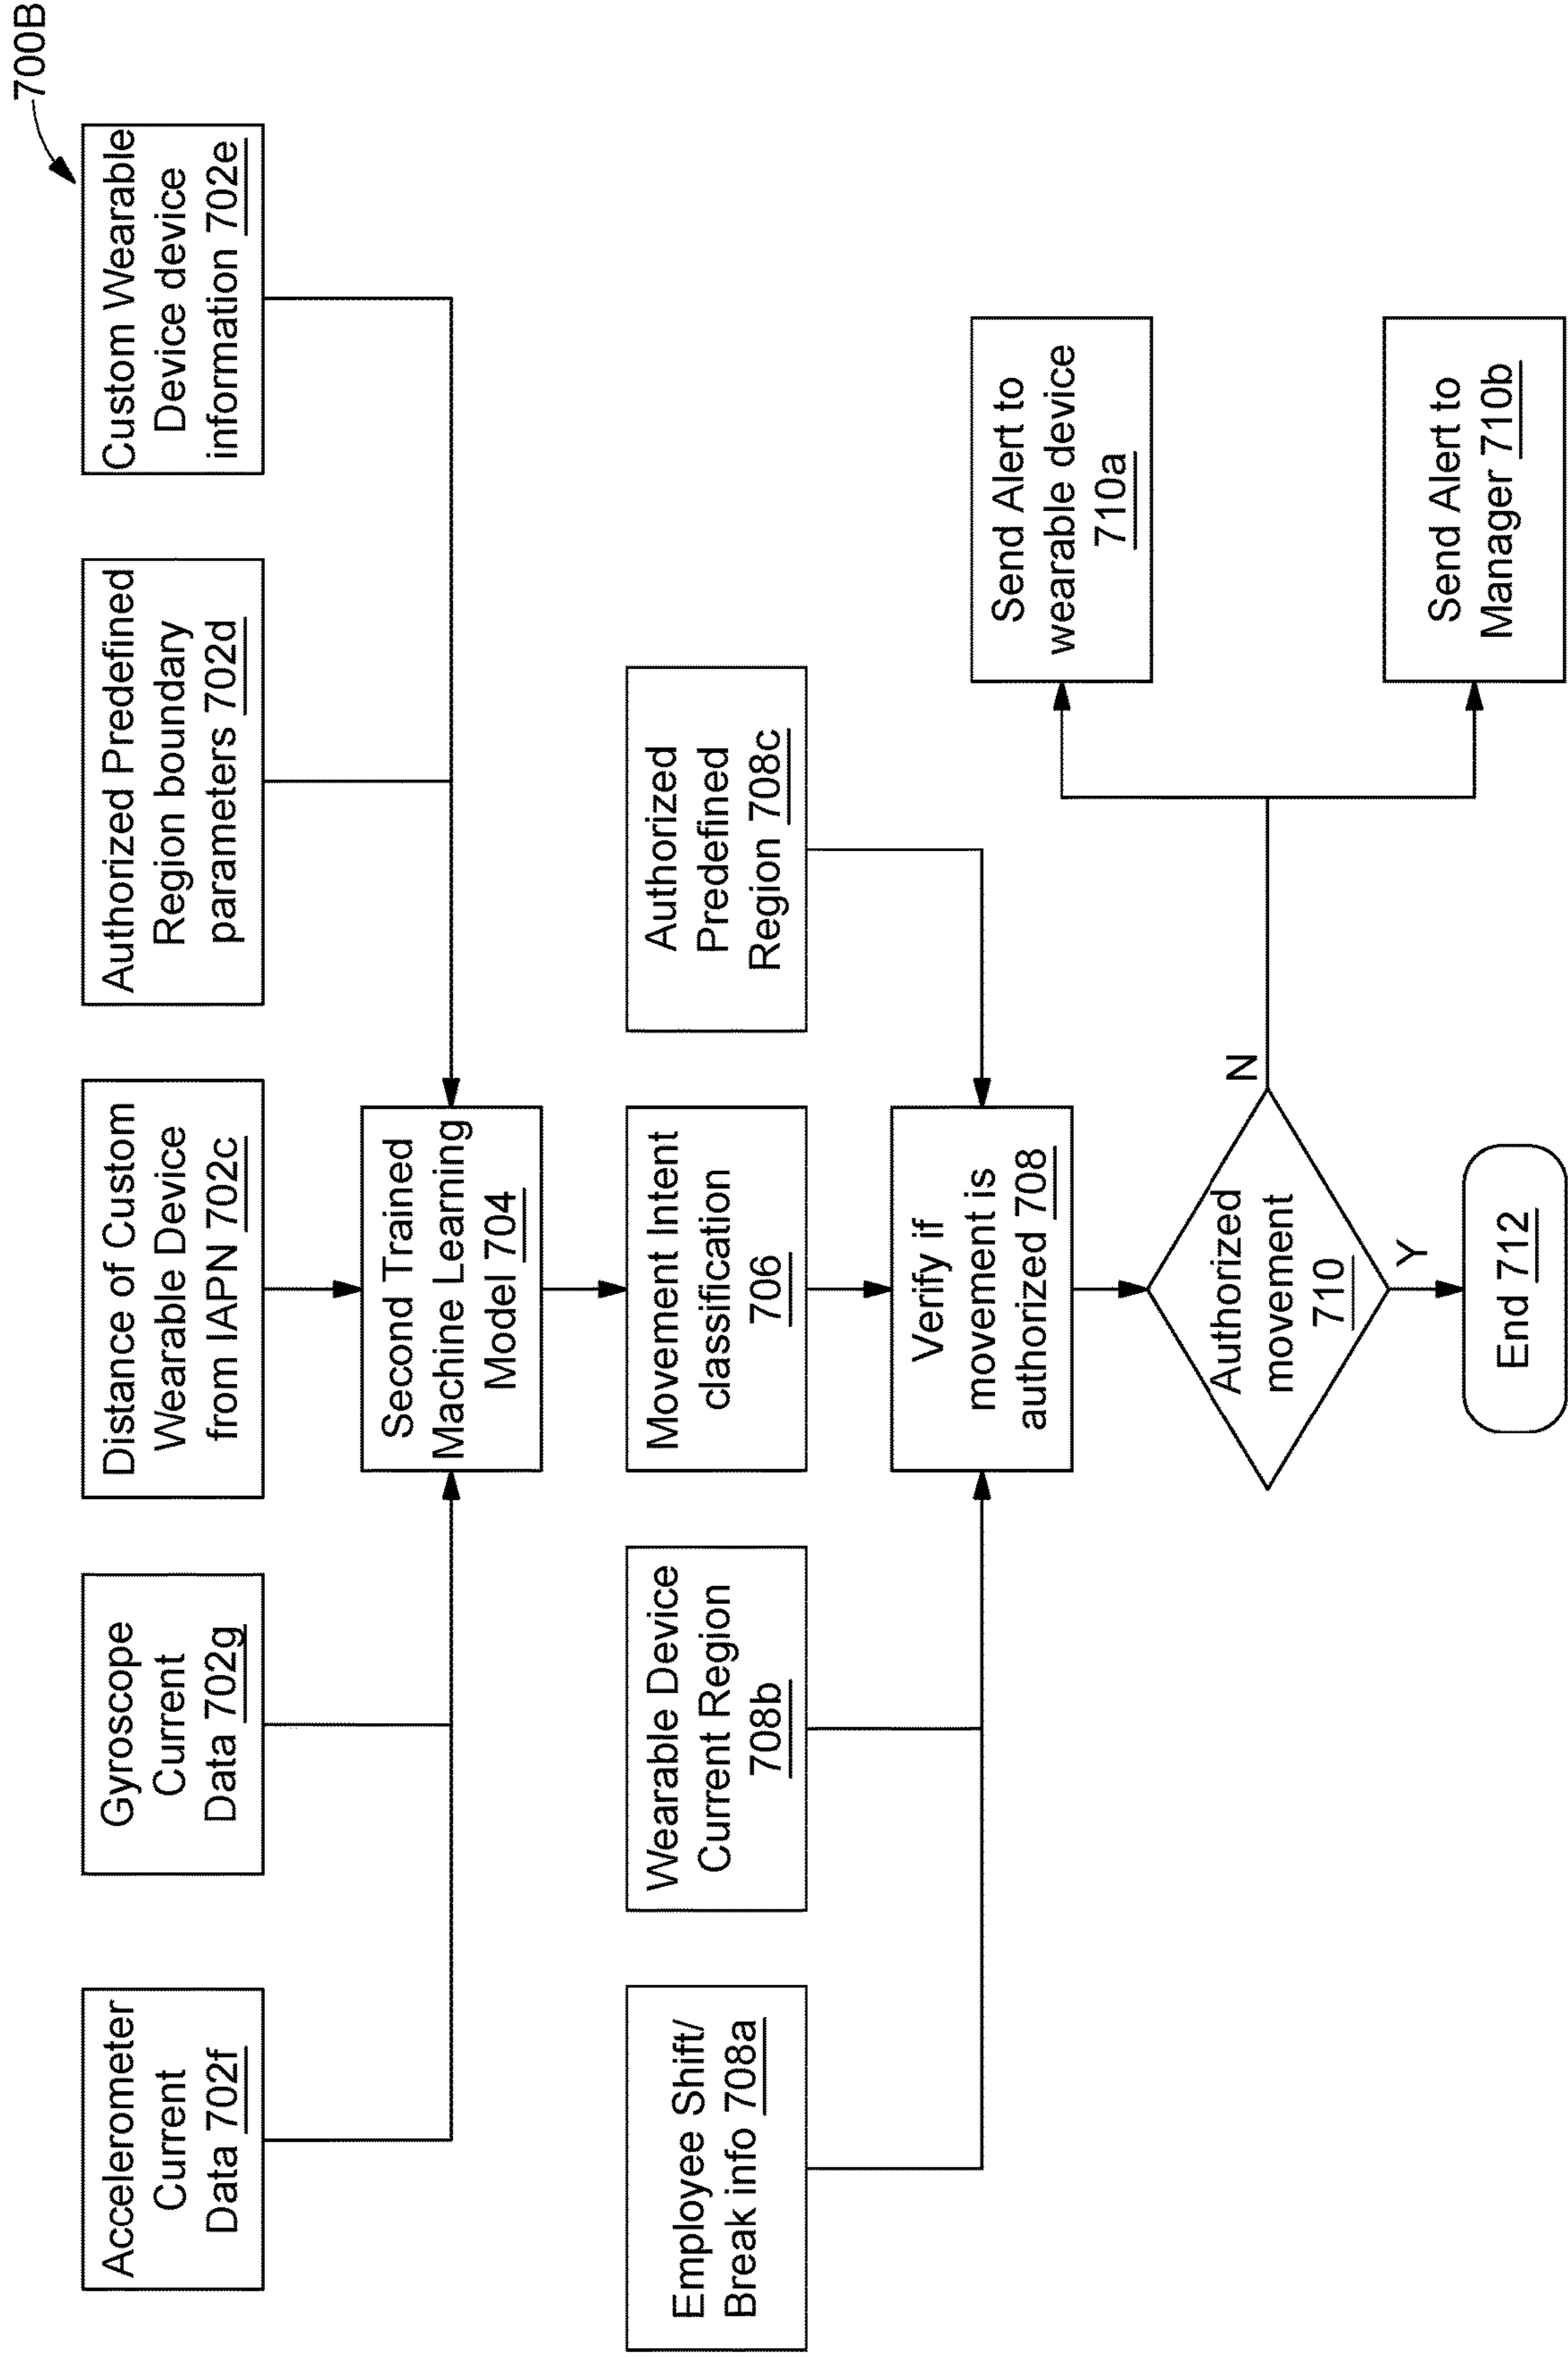 700B
Accelerometer
Current
Data 702f
Gyroscope
Current
Data 702g
Distance of Custom
Wearable Device
from IAPN 702c
Authorized Predefined
Region boundary
parameters 702d
Custom Wearable
Device device
information 702e
Second Trained
Machine Learning
Model 704
Employee Shift/
Break info 708a
Wearable Device
Current Region
708b
Movement Intent
classification
706
Authorized
Predefined
Region 708c
Verify if
movement is
authorized 708
Send Alert to
wearable device
710a
Authorized
movement
710
N
Y
Send Alert to
Manager 710b
End 712